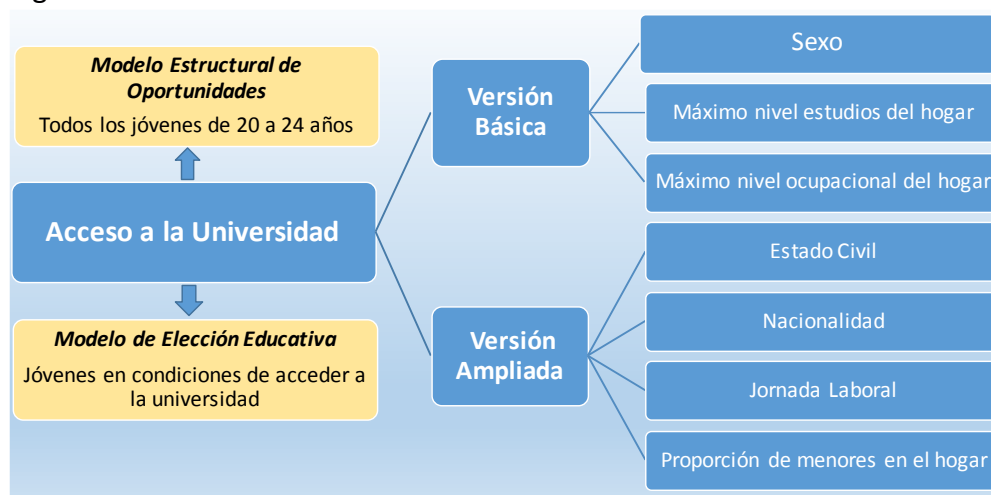 Modelo Estructural de
Oportunidades
Todos los jóvenes de 20 a 24 años
Acceso a la Universidad
Modelo de Elección Educativa
Jóvenes en condiciones de acceder a
la universidad
Versión
Básica
Sexo
Máximo nivel estudios del hogar
Máximo nivel ocupacional del hogar
Versión
Ampliada
Estado Civil
Nacionalidad
Jornada Laboral
Proporción de menores en el hogar